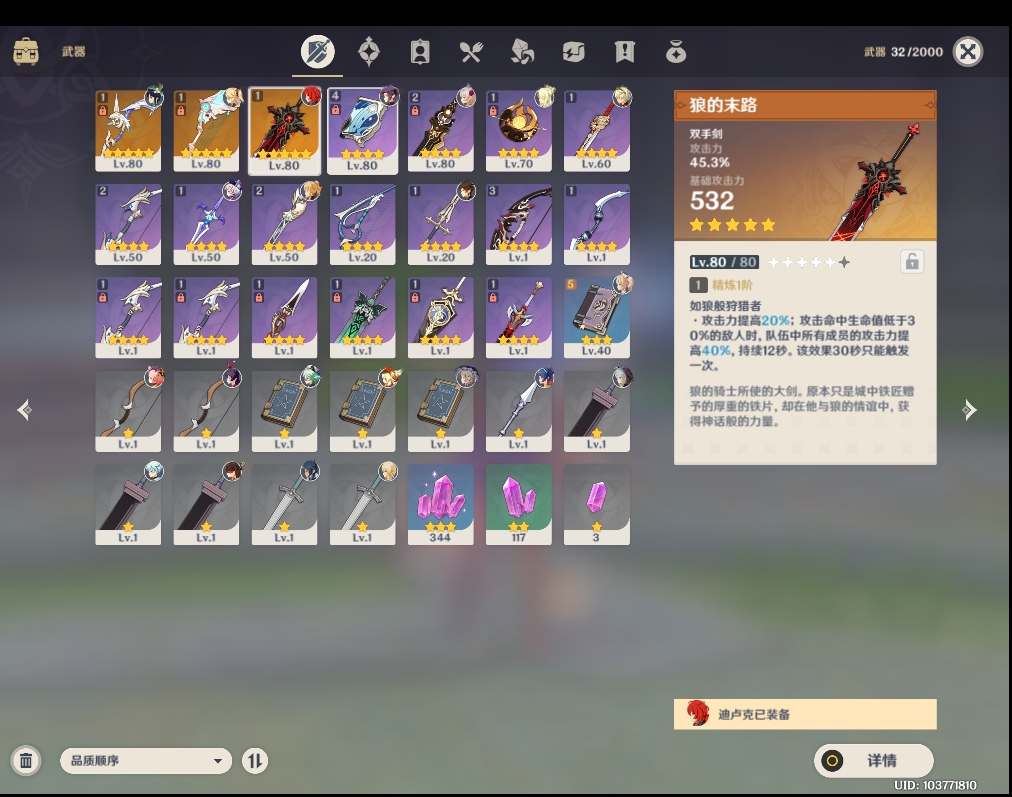 武器
武器 32/2000
1 Lv.80
1 Lv.80
1 Lv.80
4 Lv.80
2 Lv.80
1 Lv.70
1 Lv.60
2 Lv.50
1 Lv.50
2 Lv.50
1 Lv.20
1 Lv.20
3 Lv.1
1 Lv.1
1 Lv.1
1 Lv.1
1 Lv.1
1 Lv.1
1 Lv.1
1 Lv.1
5 Lv.40
Lv.1
Lv.1
Lv.1
Lv.1
Lv.1
Lv.1
Lv.1
Lv.1
Lv.1
Lv.1
Lv.1
344
117
3
狼的末路
双手剑
攻击力
45.3%
基础攻击力
532
Lv.80 / 80
1 精炼1阶
如狼般狩猎者
·攻击力提高20%；攻击命中生命值低于3
0%的敌人时，队伍中所有成员的攻击力提
高40%，持续12秒。该效果30秒只能触发
一次。
狼的骑士所使的大剑。原本只是城中铁匠赠
予的厚重的铁片，却在他与狼的情谊中，获
得神话般的力量。
迪卢克已装备
品质顺序
详情
UID: 103771810